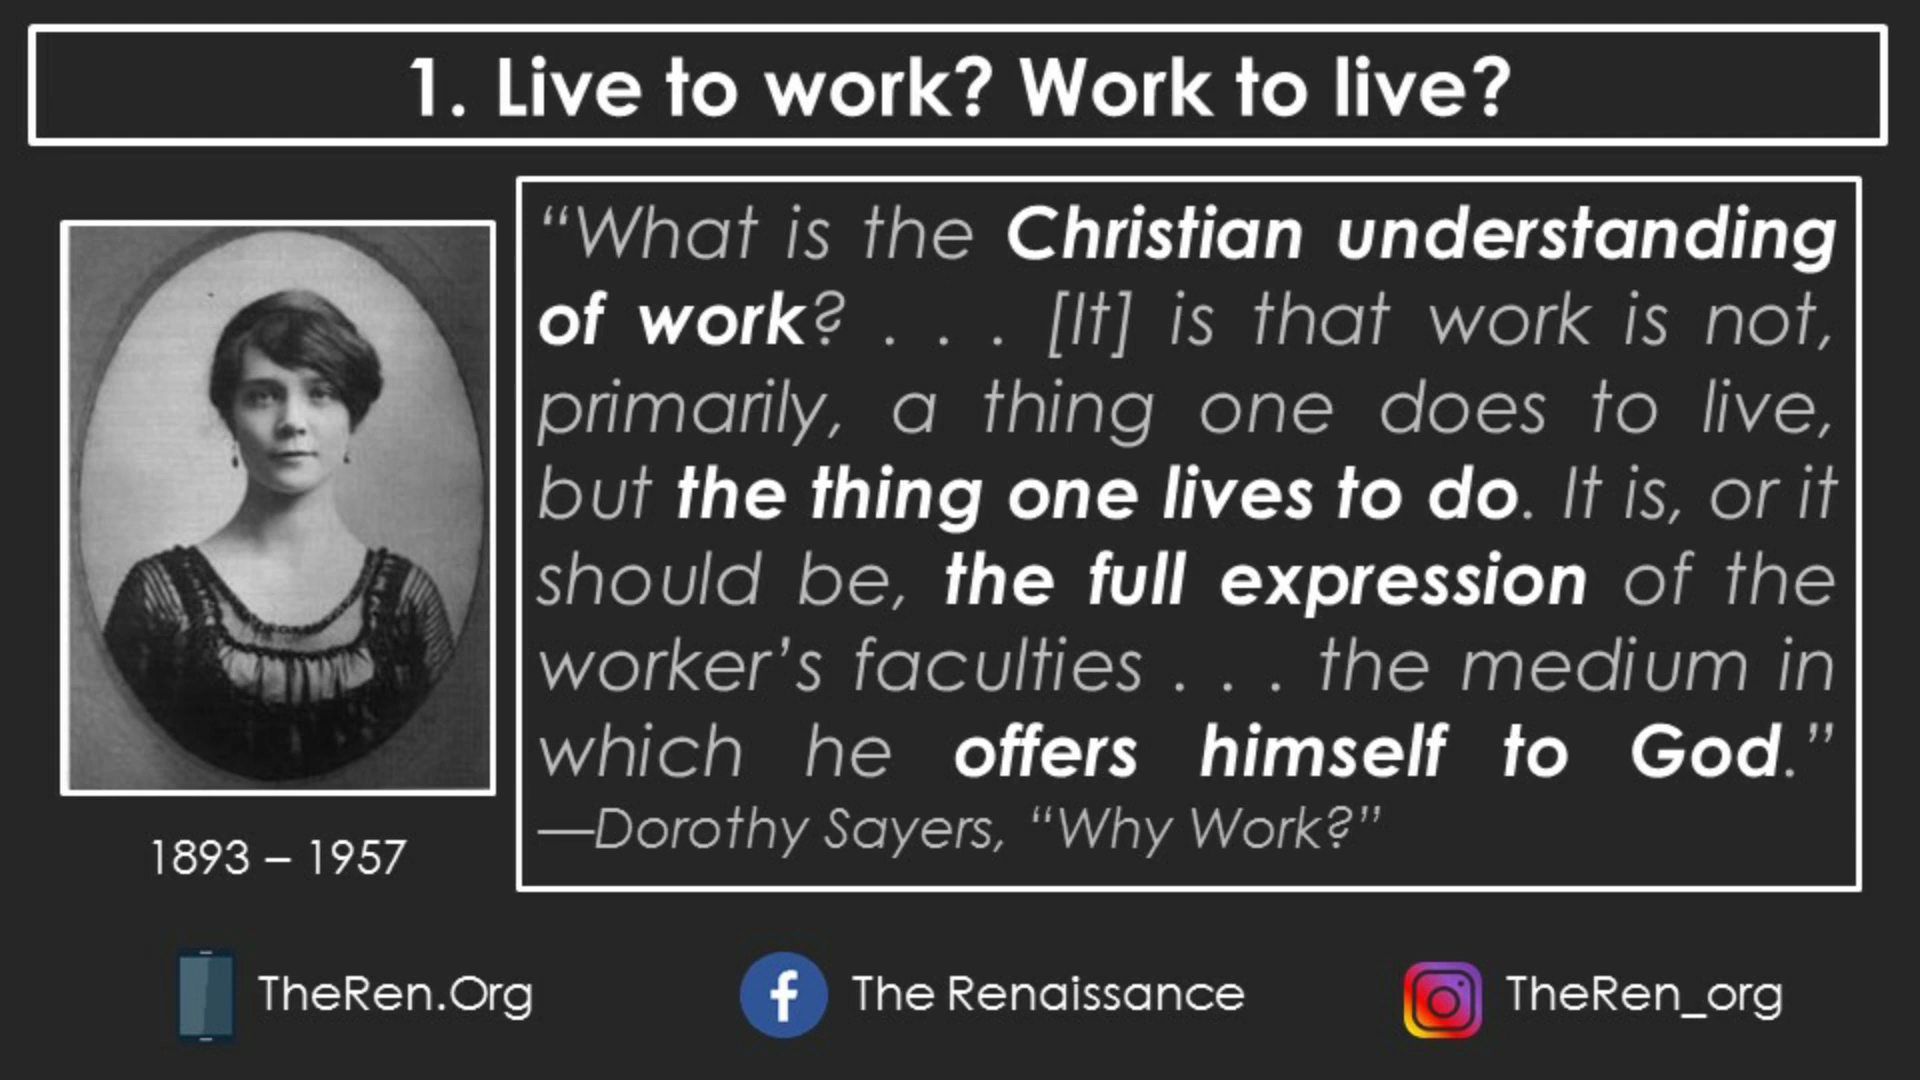 1. Live to work? Work to live?
“What is the Christian understanding
of work? . . . [It] is that work is not,
primarily, a thing one does to live,
but the thing one lives to do. It is, or it
should be, the full expression of the
worker’s faculties . . . the medium in
which he offers himself to God.”
—Dorothy Sayers, “Why Work?”
1893 – 1957
TheRen.Org
The Renaissance
TheRen_org